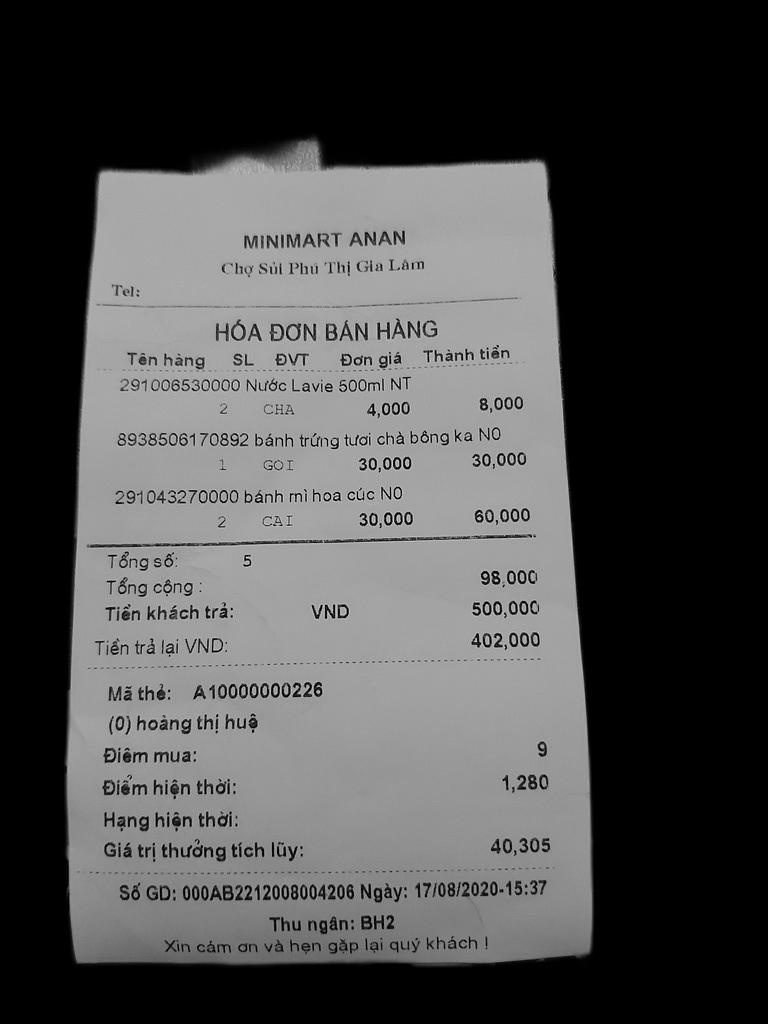 MINIMART ANAN
Chợ Sủi Phú Thị Gia Lâm
Tel:
HÓA ĐƠN BÁN HÀNG
Tên hàng SL ĐVT Đơn giá Thành tiền
291006530000 Nước Lavie 500ml NT
2 CHA 4,000 8,000
8938506170892 bánh trứng tươi chà bông ka N0
1 GOI 30,000 30,000
291043270000 bánh mì hoa cúc N0
2 CAI 30,000 60,000
Tổng số: 5
Tổng cộng : 98,000
Tiền khách trả: VND 500,000
Tiền trả lại VND: 402,000
Mã thẻ: A10000000226
(0) hoàng thị huệ
Điểm mua: 9
Điểm hiện thời: 1,280
Hạng hiện thời:
Giá trị thưởng tích lũy: 40,305
Số GD: 000AB2212008004206 Ngày: 17/08/2020-15:37
Thu ngân: BH2
Xin cám ơn và hẹn gặp lại quý khách !